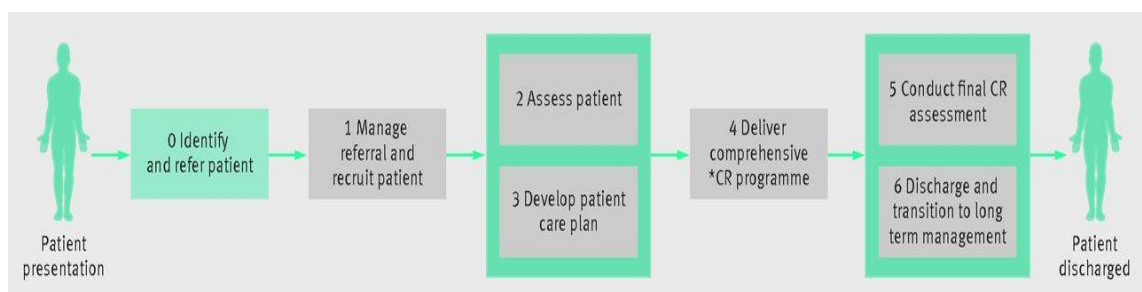 Patient
presentation
0 Identify
and refer patient
1 Manage
referral and
recruit patient
2 Assess patient
3 Develop patient
care plan
4 Deliver
comprehensive
*CR programme
5 Conduct final CR
assessment
6 Discharge and
transition to long
term management
Patient
discharged